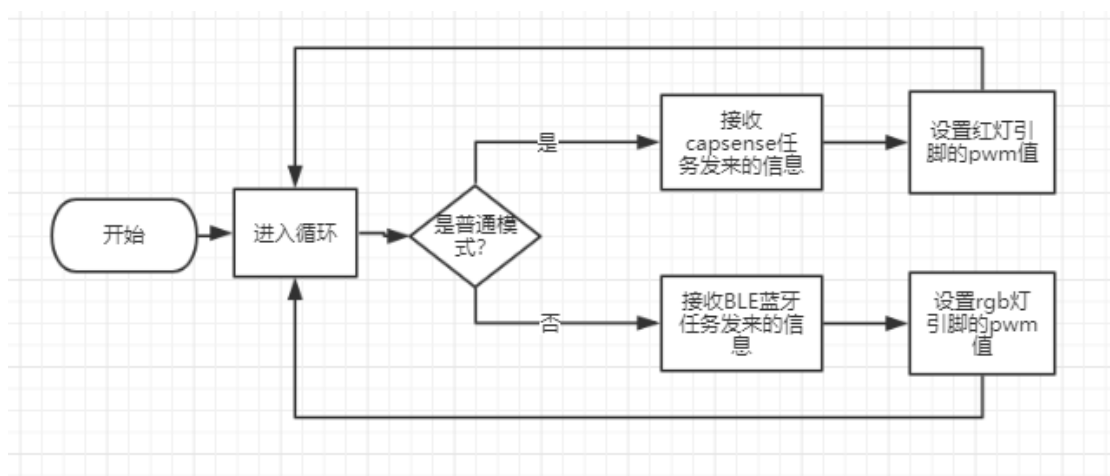 开始
进入循环
是普通模
式?
是
接收
capsense任
务发来的信息
设置红灯引
脚的pwm值
否
接收BLE蓝牙
任务发来的信
息
设置rgb灯
引脚的pwm
值